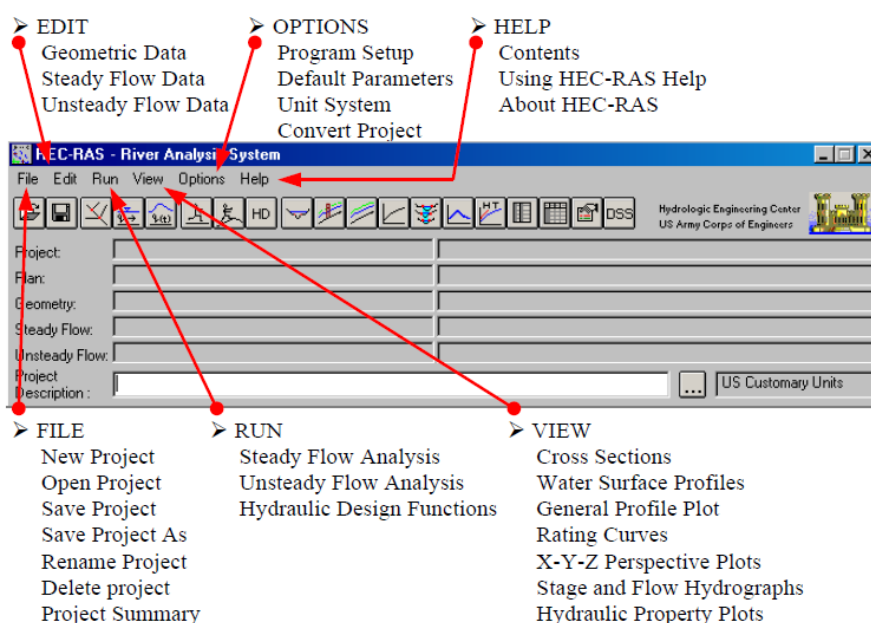 ➢ EDIT
Geometric Data
Steady Flow Data
Unsteady Flow Data
➢ OPTIONS
Program Setup
Default Parameters
Unit System
Convert Project
➢ HELP
Contents
Using HEC-RAS Help
About HEC-RAS
HEC-RAS - River Analysis System
File Edit Run View Options Help
HD HT DSS
Hydrologic Engineering Center
US Army Corps of Engineers
Project:
Plan:
Geometry:
Steady Flow:
Unsteady Flow:
Project
Description :
... US Customary Units
➢ FILE
New Project
Open Project
Save Project
Save Project As
Rename Project
Delete project
Project Summary
➢ RUN
Steady Flow Analysis
Unsteady Flow Analysis
Hydraulic Design Functions
➢ VIEW
Cross Sections
Water Surface Profiles
General Profile Plot
Rating Curves
X-Y-Z Perspective Plots
Stage and Flow Hydrographs
Hydraulic Property Plots